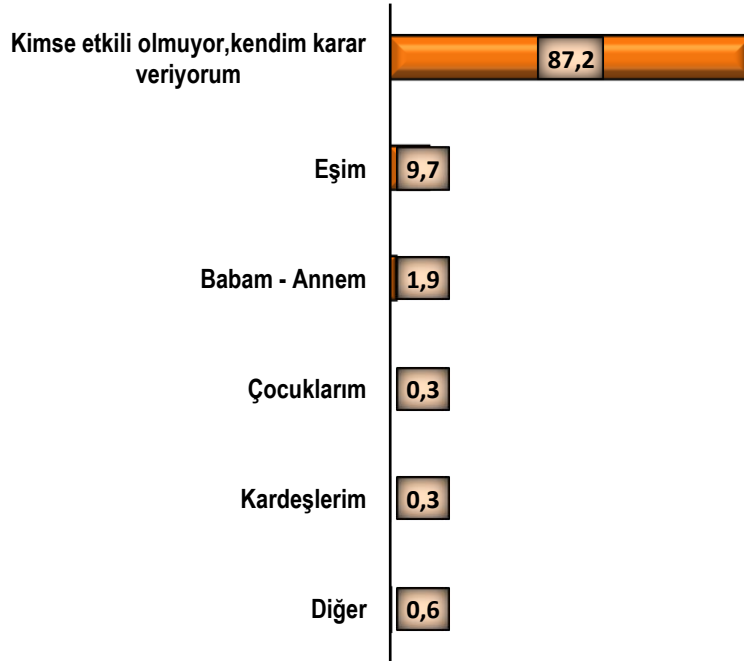 Kimse etkili olmuyor,kendim karar
veriyorum
87,2
Eşim
9,7
Babam - Annem
1,9
Çocuklarım
0,3
Kardeşlerim
0,3
Diğer
0,6